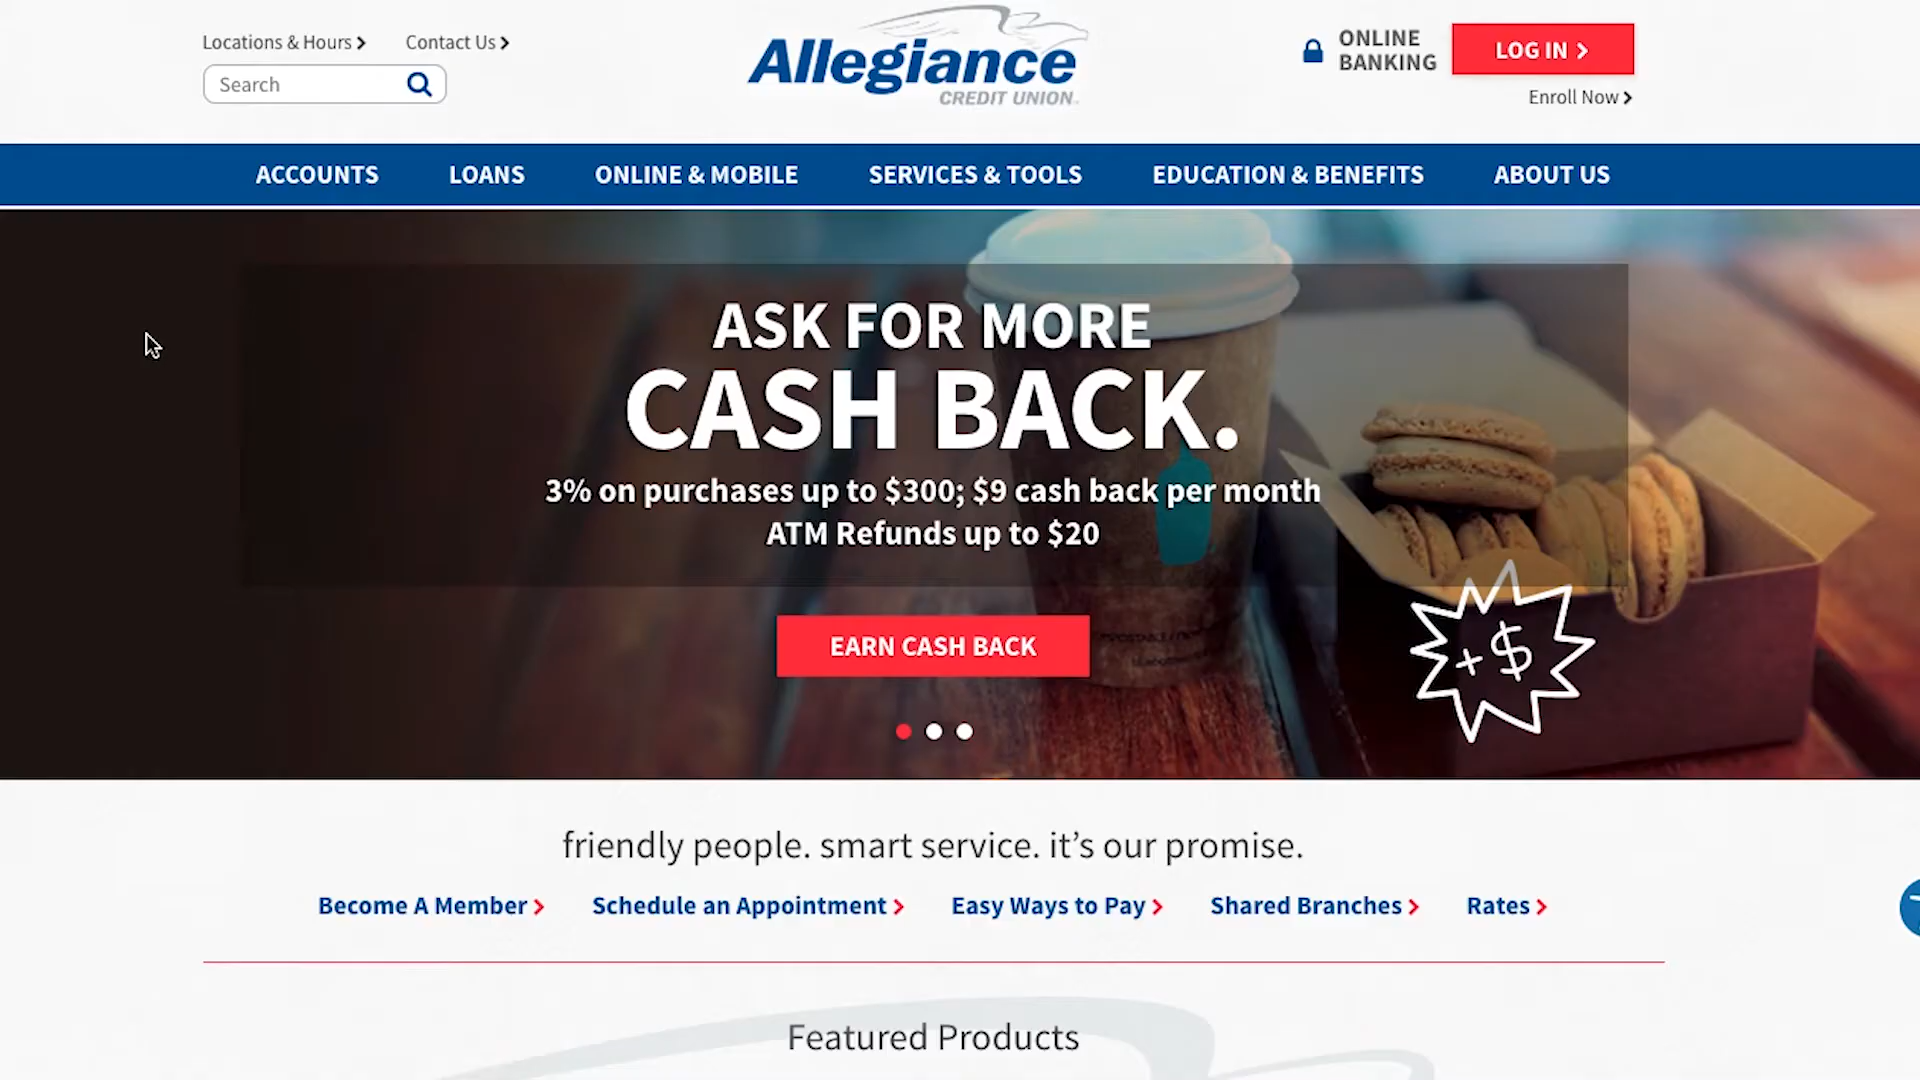 Locations & Hours
Contact Us
Search
Allegiance
CREDIT UNION
ONLINE
BANKING
LOG IN
Enroll Now
ACCOUNTS
LOANS
ONLINE & MOBILE
SERVICES & TOOLS
EDUCATION & BENEFITS
ABOUT US
ASK FOR MORE
CASH BACK.
3% on purchases up to $300; $9 cash back per month
ATM Refunds up to $20
EARN CASH BACK
+$
friendly people. smart service. it's our promise.
Become A Member
Schedule an Appointment
Easy Ways to Pay
Shared Branches
Rates
Featured Products